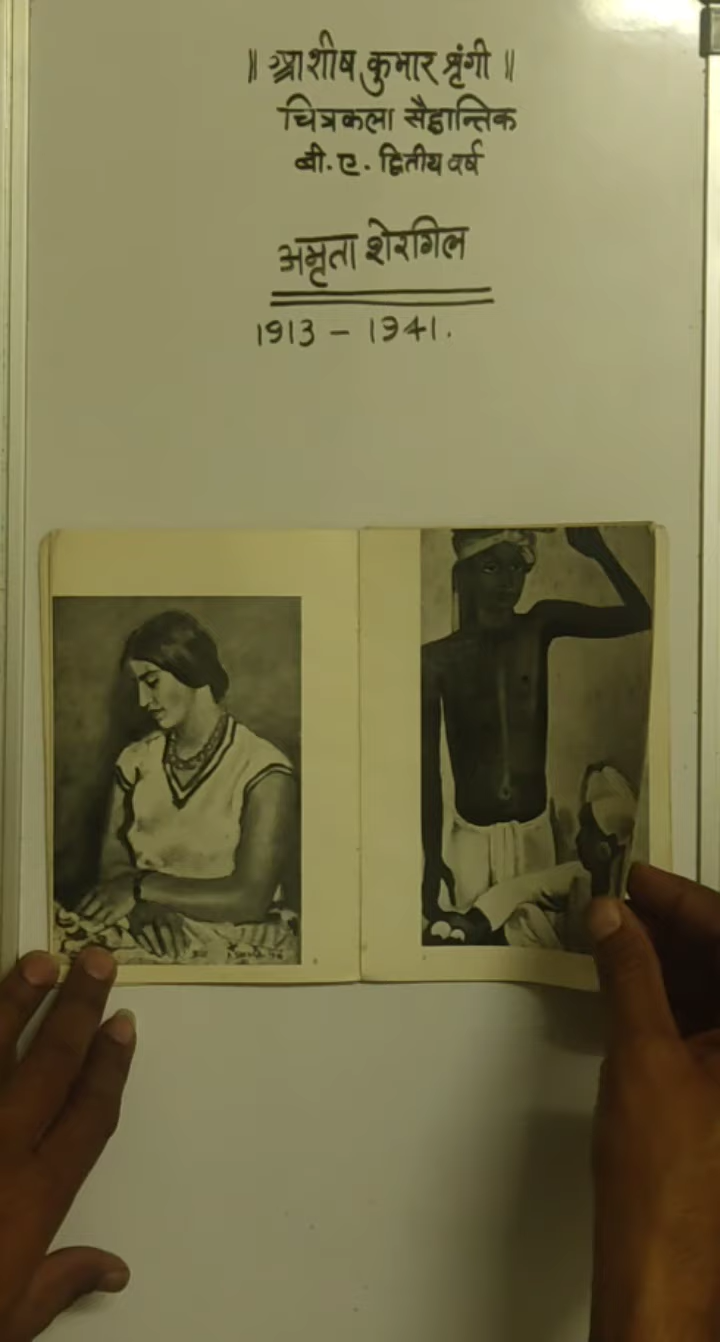 ॥ आशीष कुमार श्रृंगी ॥
चित्रकला सैद्धान्तिक
बी.ए. द्वितीय वर्ष
अमृता शेरगिल
1913 – 1941.